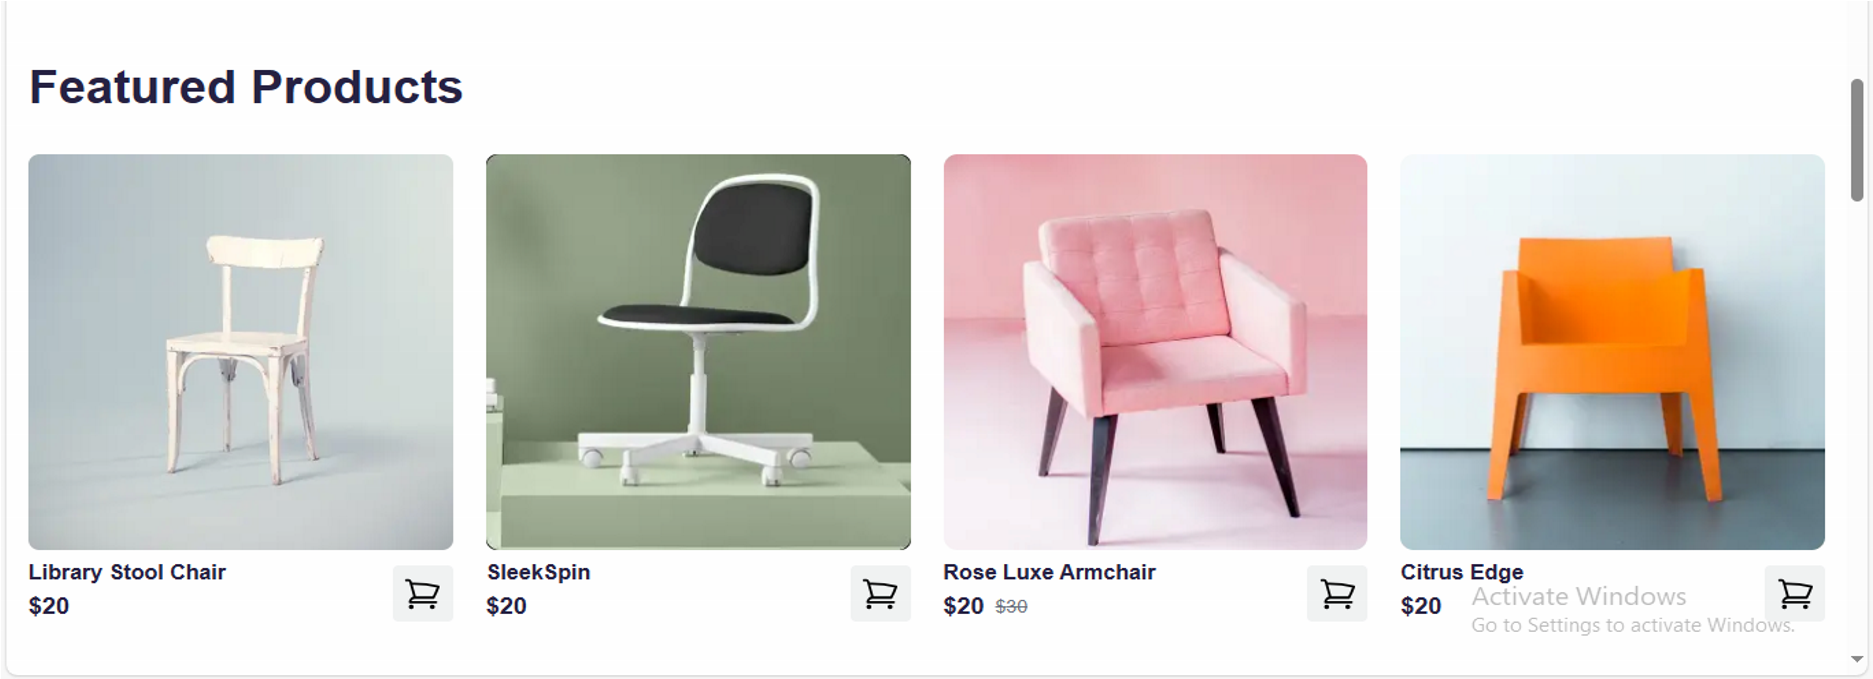 Featured Products
Library Stool Chair
$20
SleekSpin
$20
Rose Luxe Armchair
$20 $30
Citrus Edge
$20
Activate Windows
Go to Settings to activate Windows.